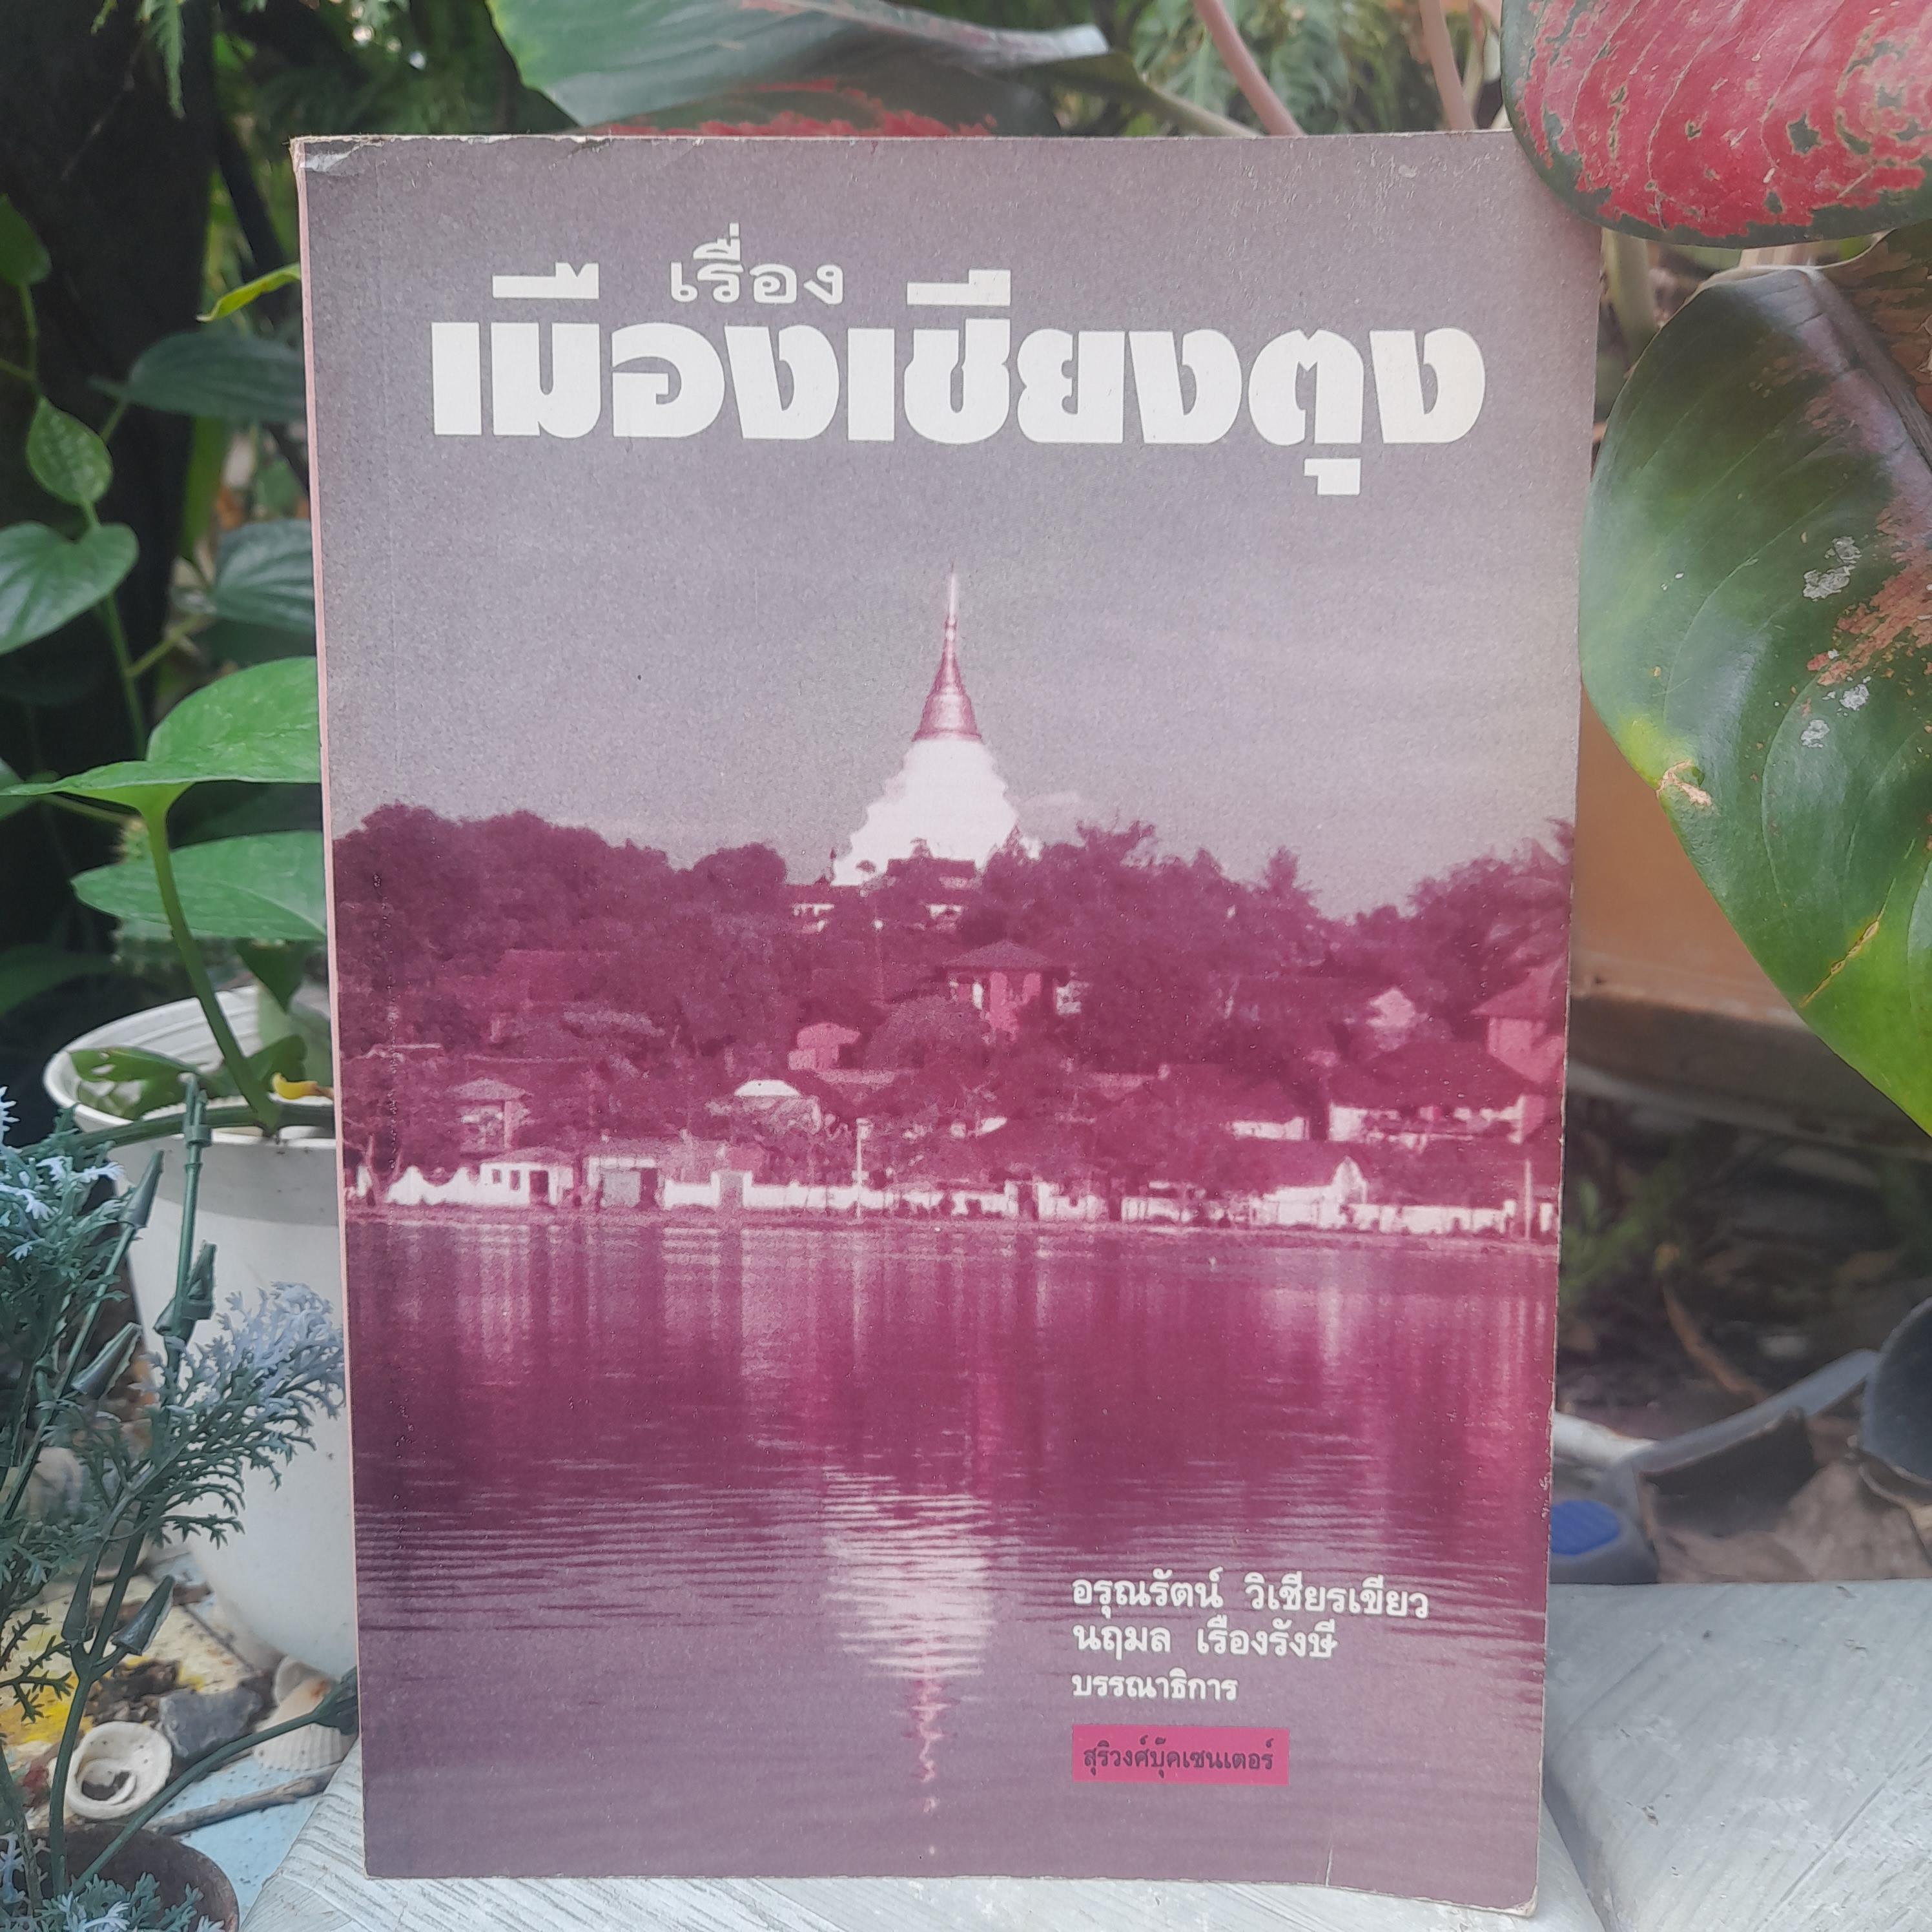 เรื่อง
เมืองเชียงตุง
อรุณรัตน์ วิเชียรเขียว
นฤมล เรืองรังษี
บรรณาธิการ
สุริวงศ์บุ๊คเซนเตอร์